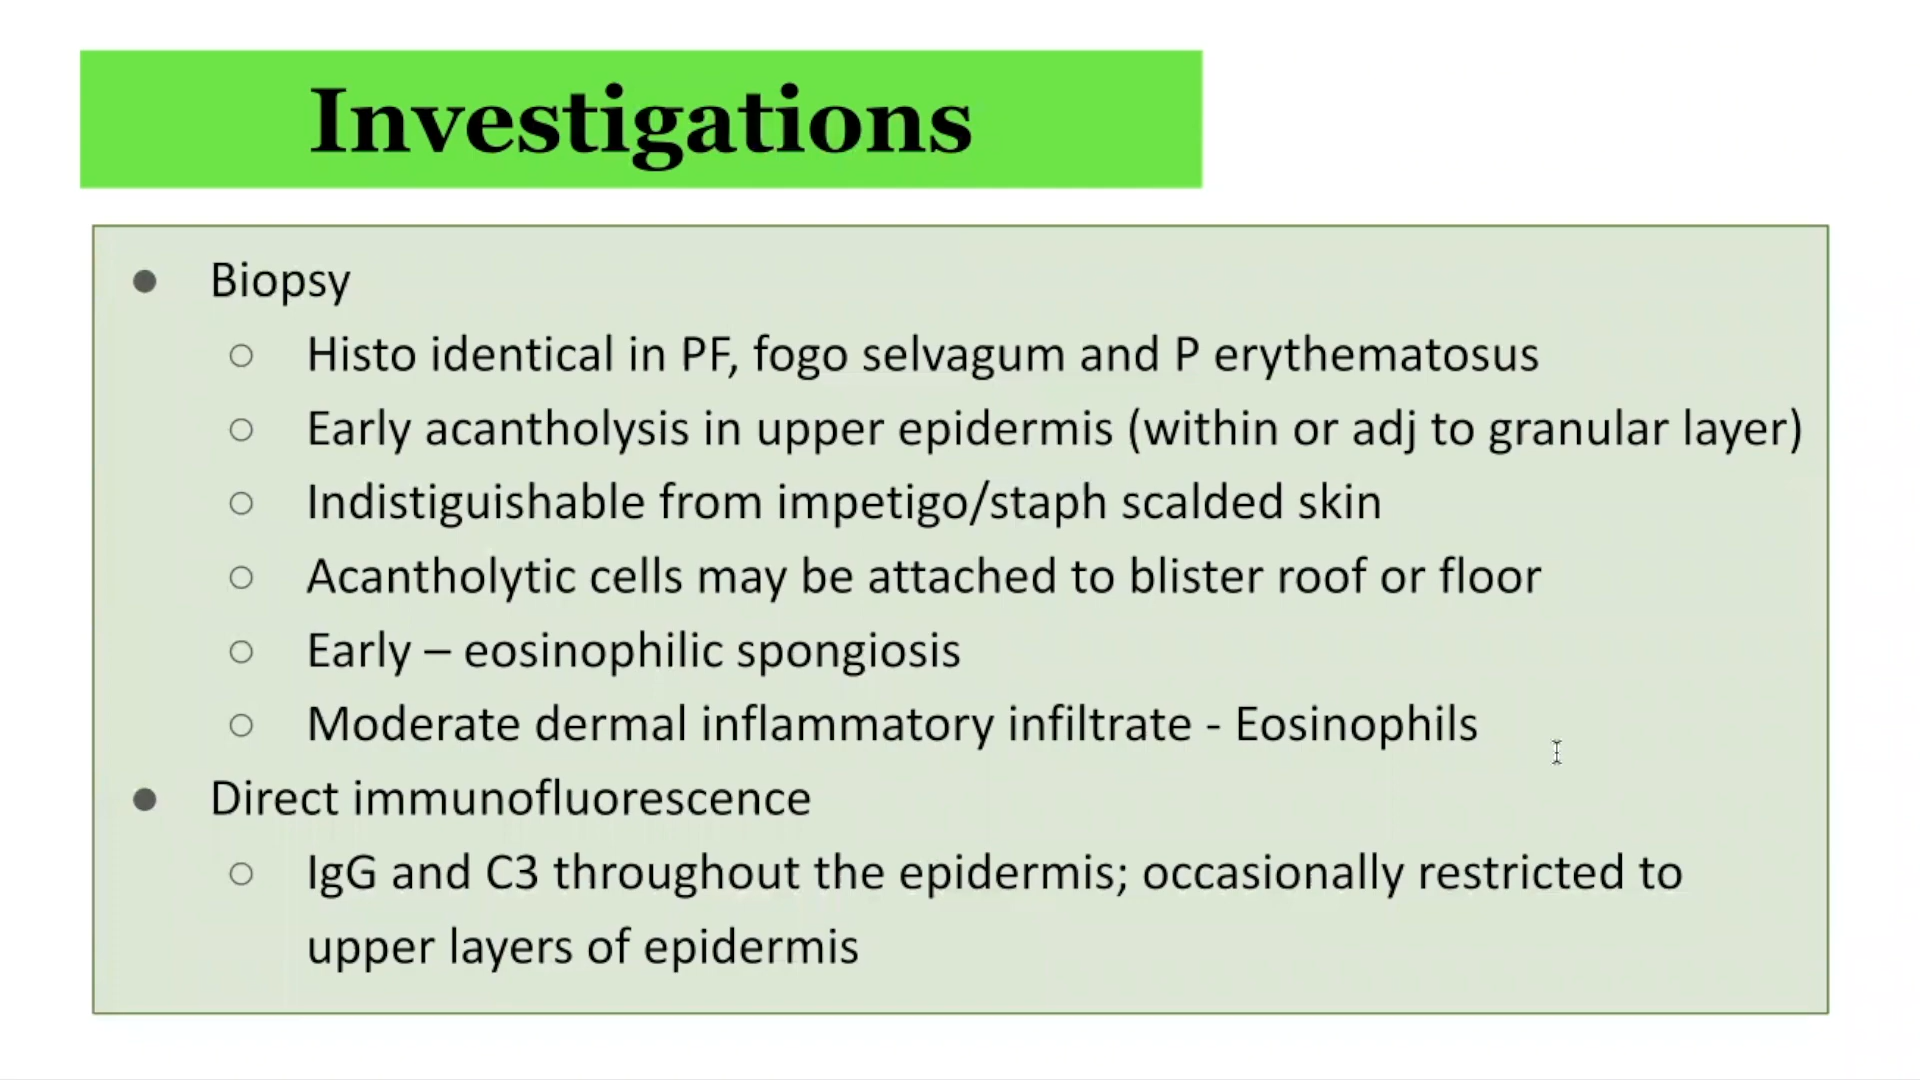 Investigations
● Biopsy
○ Histo identical in PF, fogo selvagum and P erythematosus
○ Early acantholysis in upper epidermis (within or adj to granular layer)
○ Indistiguishable from impetigo/staph scalded skin
○ Acantholytic cells may be attached to blister roof or floor
○ Early – eosinophilic spongiosis
○ Moderate dermal inflammatory infiltrate - Eosinophils
● Direct immunofluorescence
○ IgG and C3 throughout the epidermis; occasionally restricted to
upper layers of epidermis